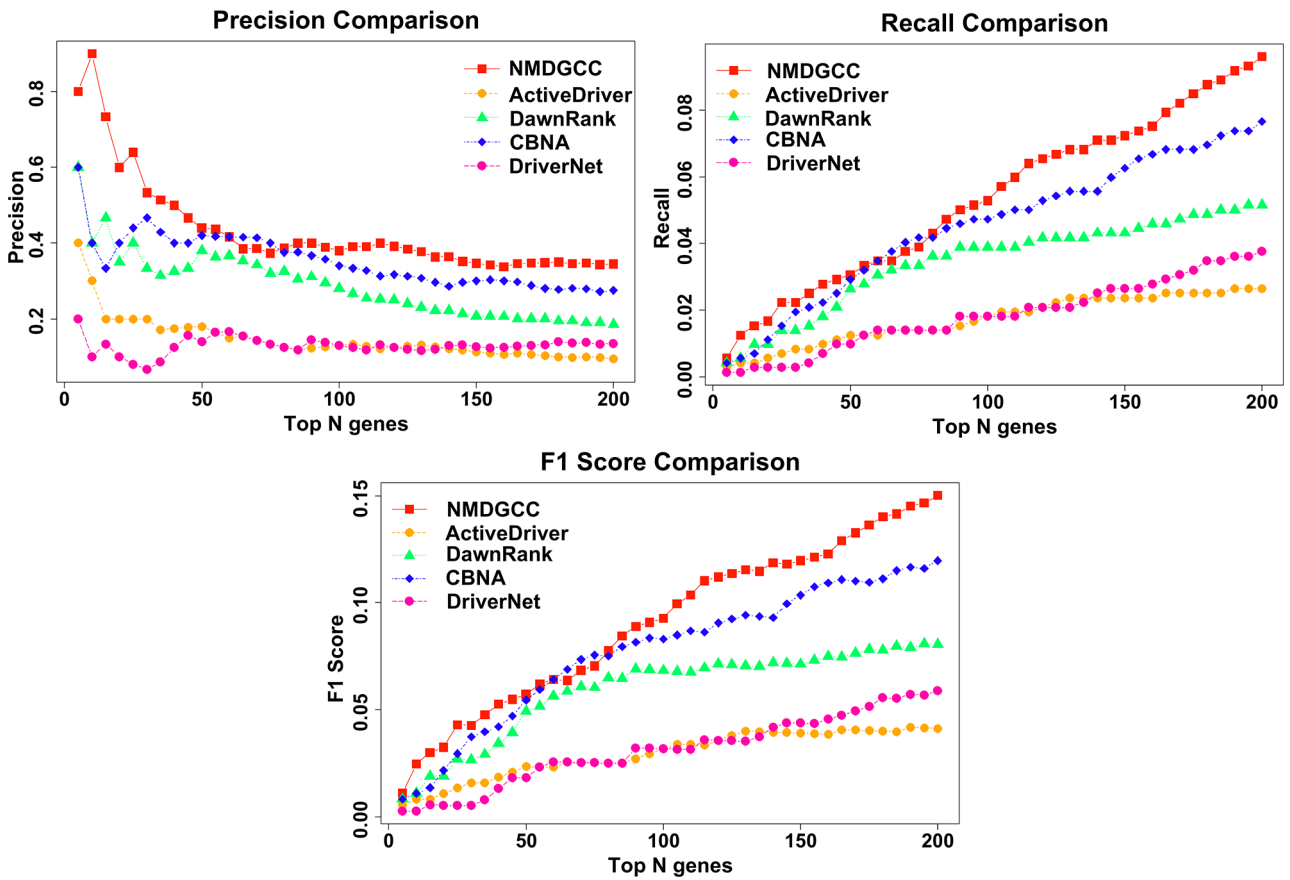 Precision Comparison
Precision
0.8
0.6
0.4
0.2
NMDGCC
ActiveDriver
DawnRank
CBNA
DriverNet
0 50 100 150 200
Top N genes
Recall Comparison
Recall
0.08
0.06
0.04
0.02
0.00
NMDGCC
ActiveDriver
DawnRank
CBNA
DriverNet
0 50 100 150 200
Top N genes
F1 Score Comparison
F1 Score
0.15
0.10
0.05
0.00
NMDGCC
ActiveDriver
DawnRank
CBNA
DriverNet
0 50 100 150 200
Top N genes